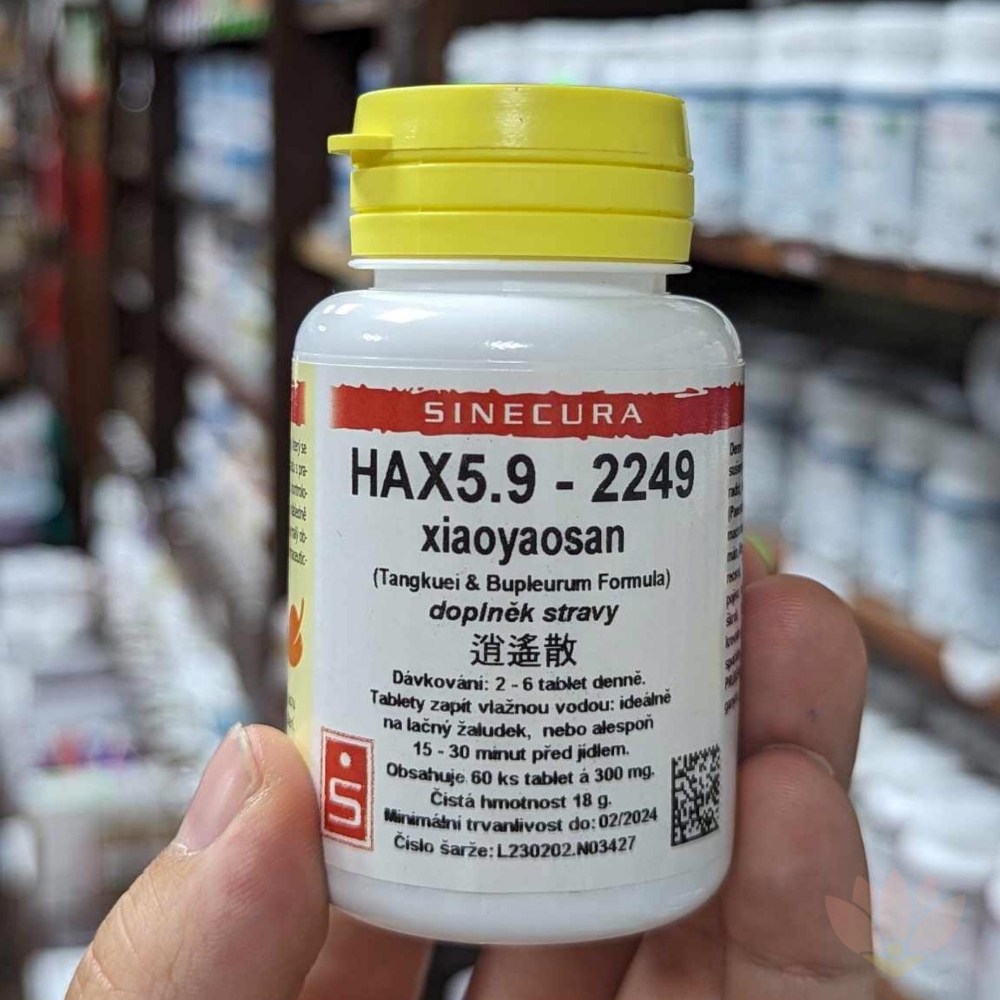 SINECURA
HAX5.9 - 2249
xiaoyaosan
(Tangkuei & Bupleurum Formula)
doplněk stravy
逍遙散
Dávkování: 2 - 6 tablet denně.
Tablety zapít vlažnou vodou: ideálně
na lačný žaludek, nebo alespoň
15 - 30 minut před jídlem.
Obsahuje 60 ks tablet á 300 mg.
Čistá hmotnost 18 g.
Minimální trvanlivost do: 02/2024
Číslo šarže: L230202.N03427